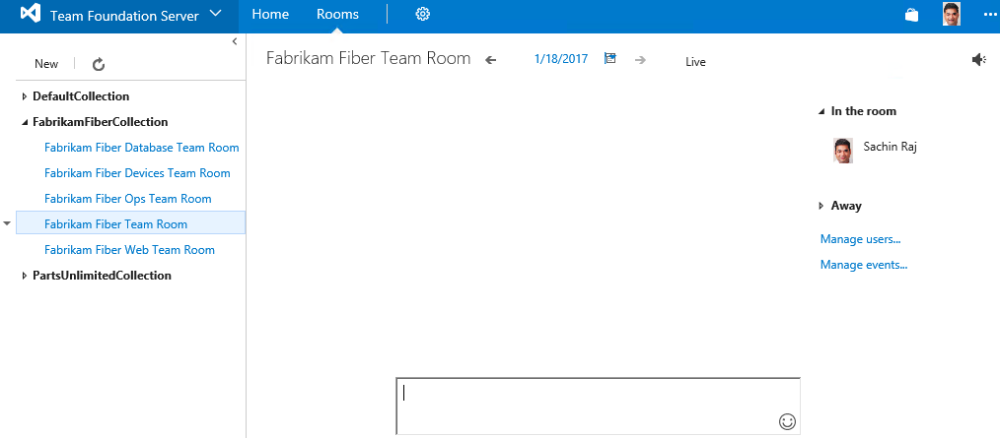 Team Foundation Server
Home
Rooms
New
DefaultCollection
FabrikamFiberCollection
Fabrikam Fiber Database Team Room
Fabrikam Fiber Devices Team Room
Fabrikam Fiber Ops Team Room
Fabrikam Fiber Team Room
Fabrikam Fiber Web Team Room
PartsUnlimitedCollection
Fabrikam Fiber Team Room
1/18/2017
Live
In the room
Sachin Raj
Away
Manage users...
Manage events...